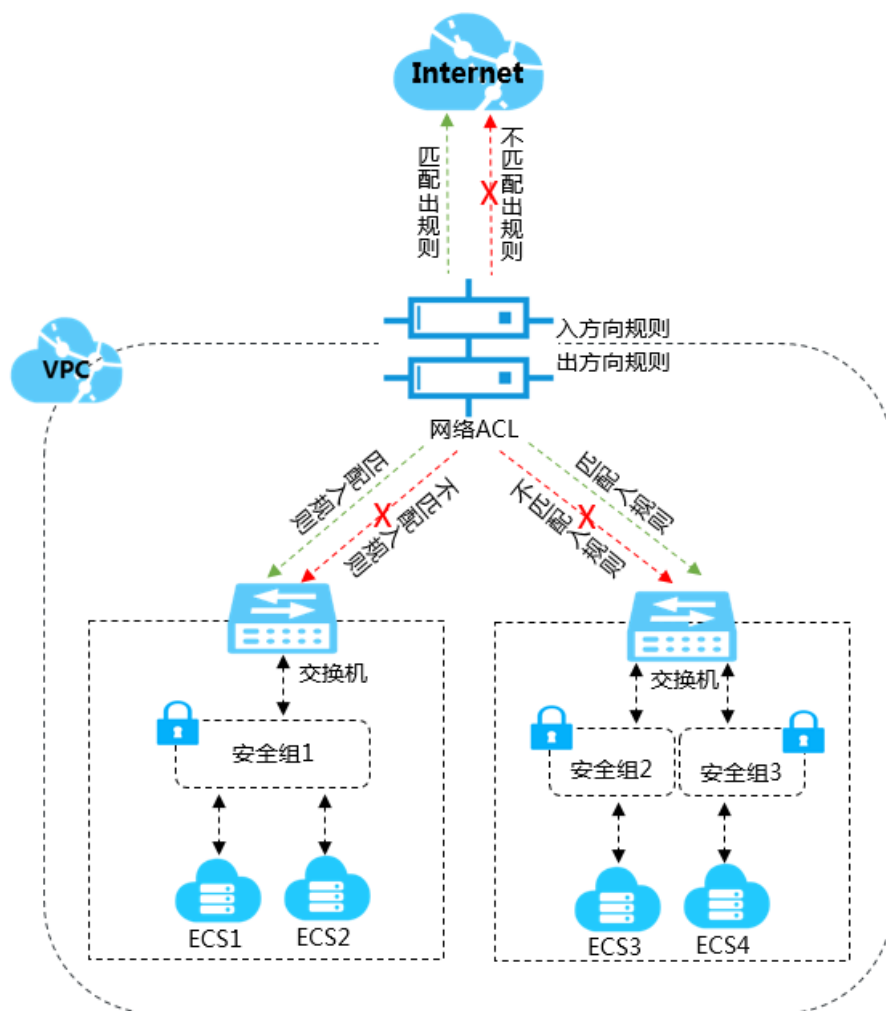 Internet
匹配出规则
不匹配出规则
入方向规则
VPC
出方向规则
网络ACL
匹配入规则
不匹配入规则
不匹配入规则
匹配入规则
交换机
交换机
安全组1
安全组2
安全组3
ECS1
ECS2
ECS3
ECS4